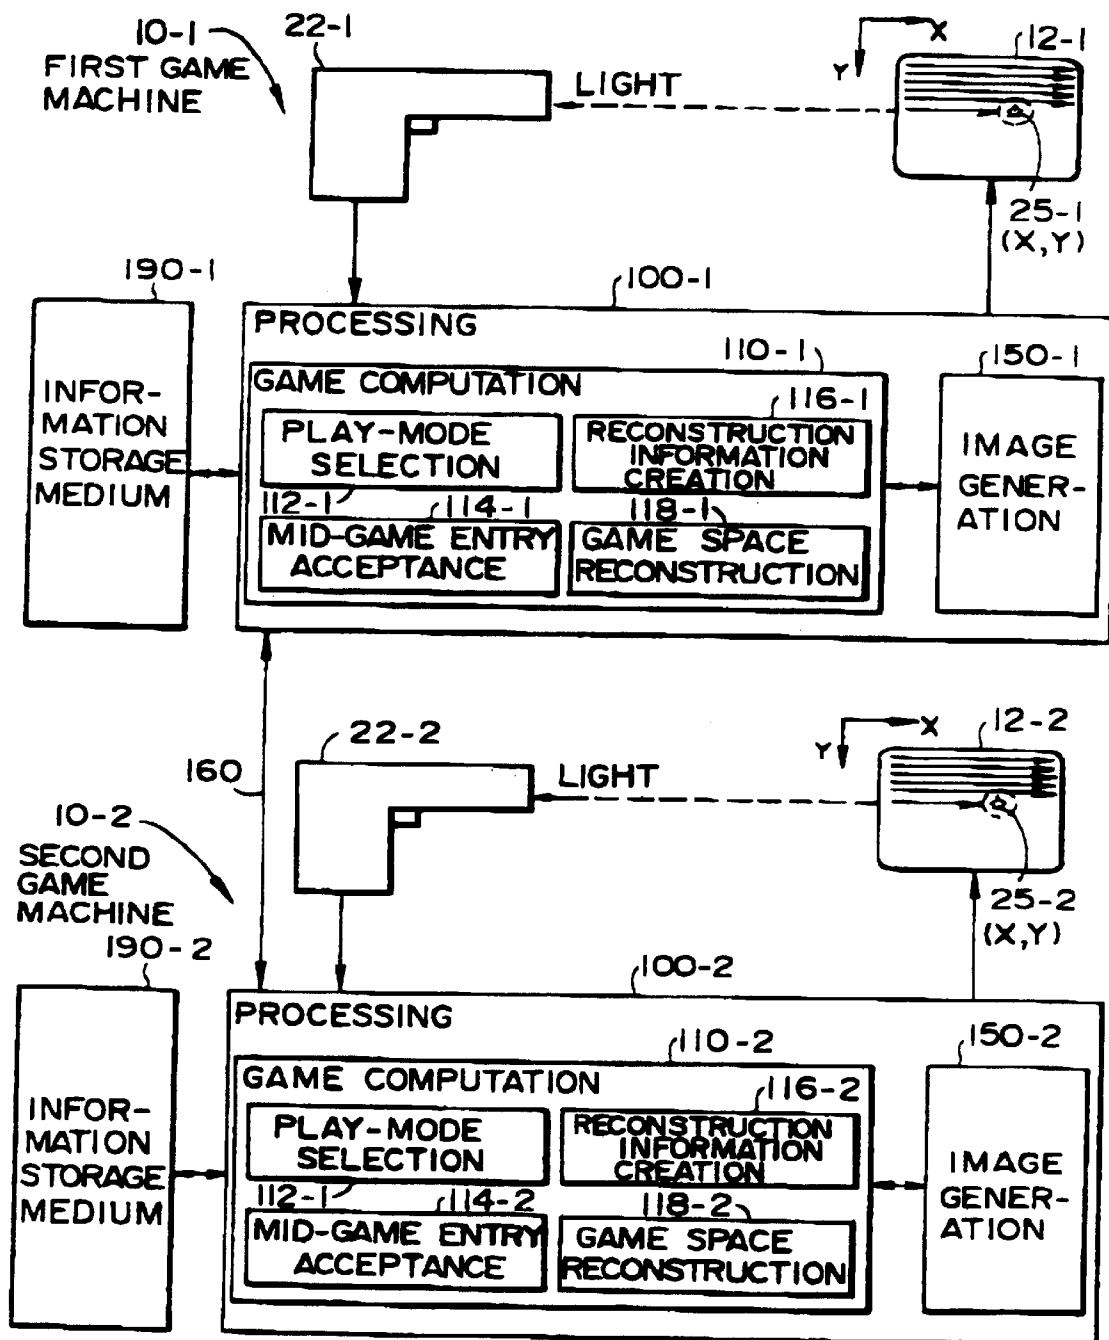 10-1
FIRST GAME
MACHINE
22-1
LIGHT
X
Y
12-1
25-1
(X,Y)
190-1
INFOR-
MATION
STORAGE
MEDIUM
100-1
PROCESSING
110-1
GAME COMPUTATION
PLAY-MODE
SELECTION
112-1
116-1
RECONSTRUCTION
INFORMATION
CREATION
114-1
MID-GAME ENTRY
ACCEPTANCE
118-1
GAME SPACE
RECONSTRUCTION
150-1
IMAGE
GENER-
ATION
160
10-2
SECOND
GAME
MACHINE
22-2
LIGHT
X
Y
12-2
25-2
(X,Y)
190-2
INFOR-
MATION
STORAGE
MEDIUM
100-2
PROCESSING
110-2
GAME COMPUTATION
PLAY-MODE
SELECTION
112-1
116-2
RECONSTRUCTION
INFORMATION
CREATION
114-2
MID-GAME ENTRY
ACCEPTANCE
118-2
GAME SPACE
RECONSTRUCTION
150-2
IMAGE
GENER-
ATION